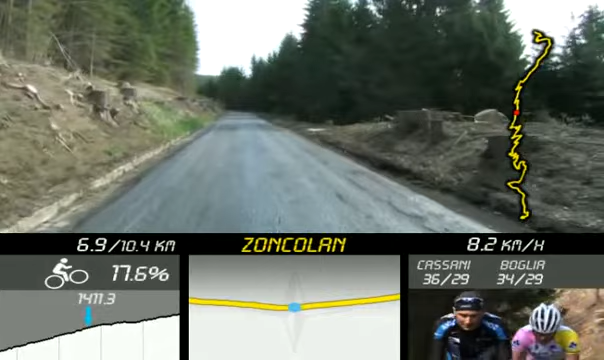 6.9/10.4 KM
ZONCOLAN
8.2 KM/H
17.6%
1411.3
CASSANI BOGLIA
36/29 34/29